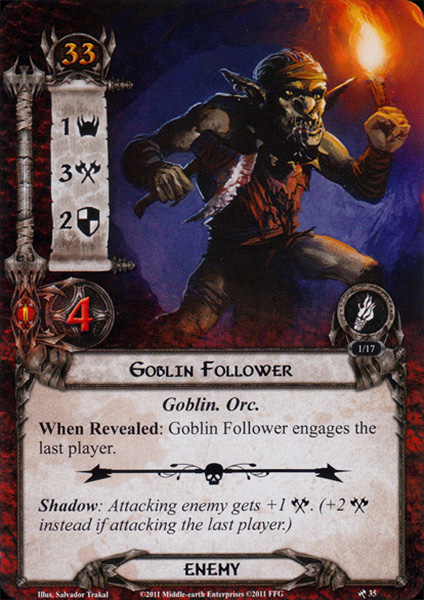 33
1
3
2
4
1/17
Goblin Follower
Goblin. Orc.
When Revealed: Goblin Follower engages the
last player.
Shadow: Attacking enemy gets +1 . (+2
instead if attacking the last player.)
ENEMY
Illus. Salvador Trakal ©2011 Middle-earth Enterprises ©2011 FFG 35